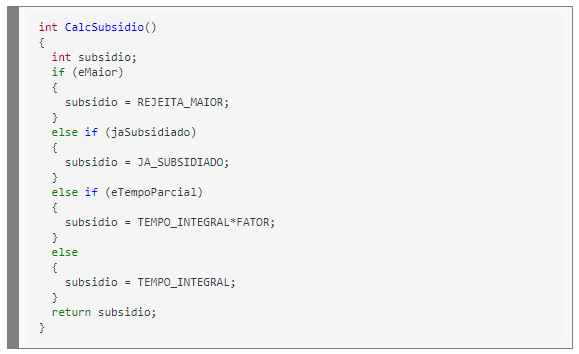 int CalcSubsidio()
{
  int subsidio;
  if (eMaior)
  {
    subsidio = REJEITA_MAIOR;
  }
  else if (jaSubsidiado)
  {
    subsidio = JA_SUBSIDIADO;
  }
  else if (eTempoParcial)
  {
    subsidio = TEMPO_INTEGRAL*FATOR;
  }
  else
  {
    subsidio = TEMPO_INTEGRAL;
  }
  return subsidio;
}